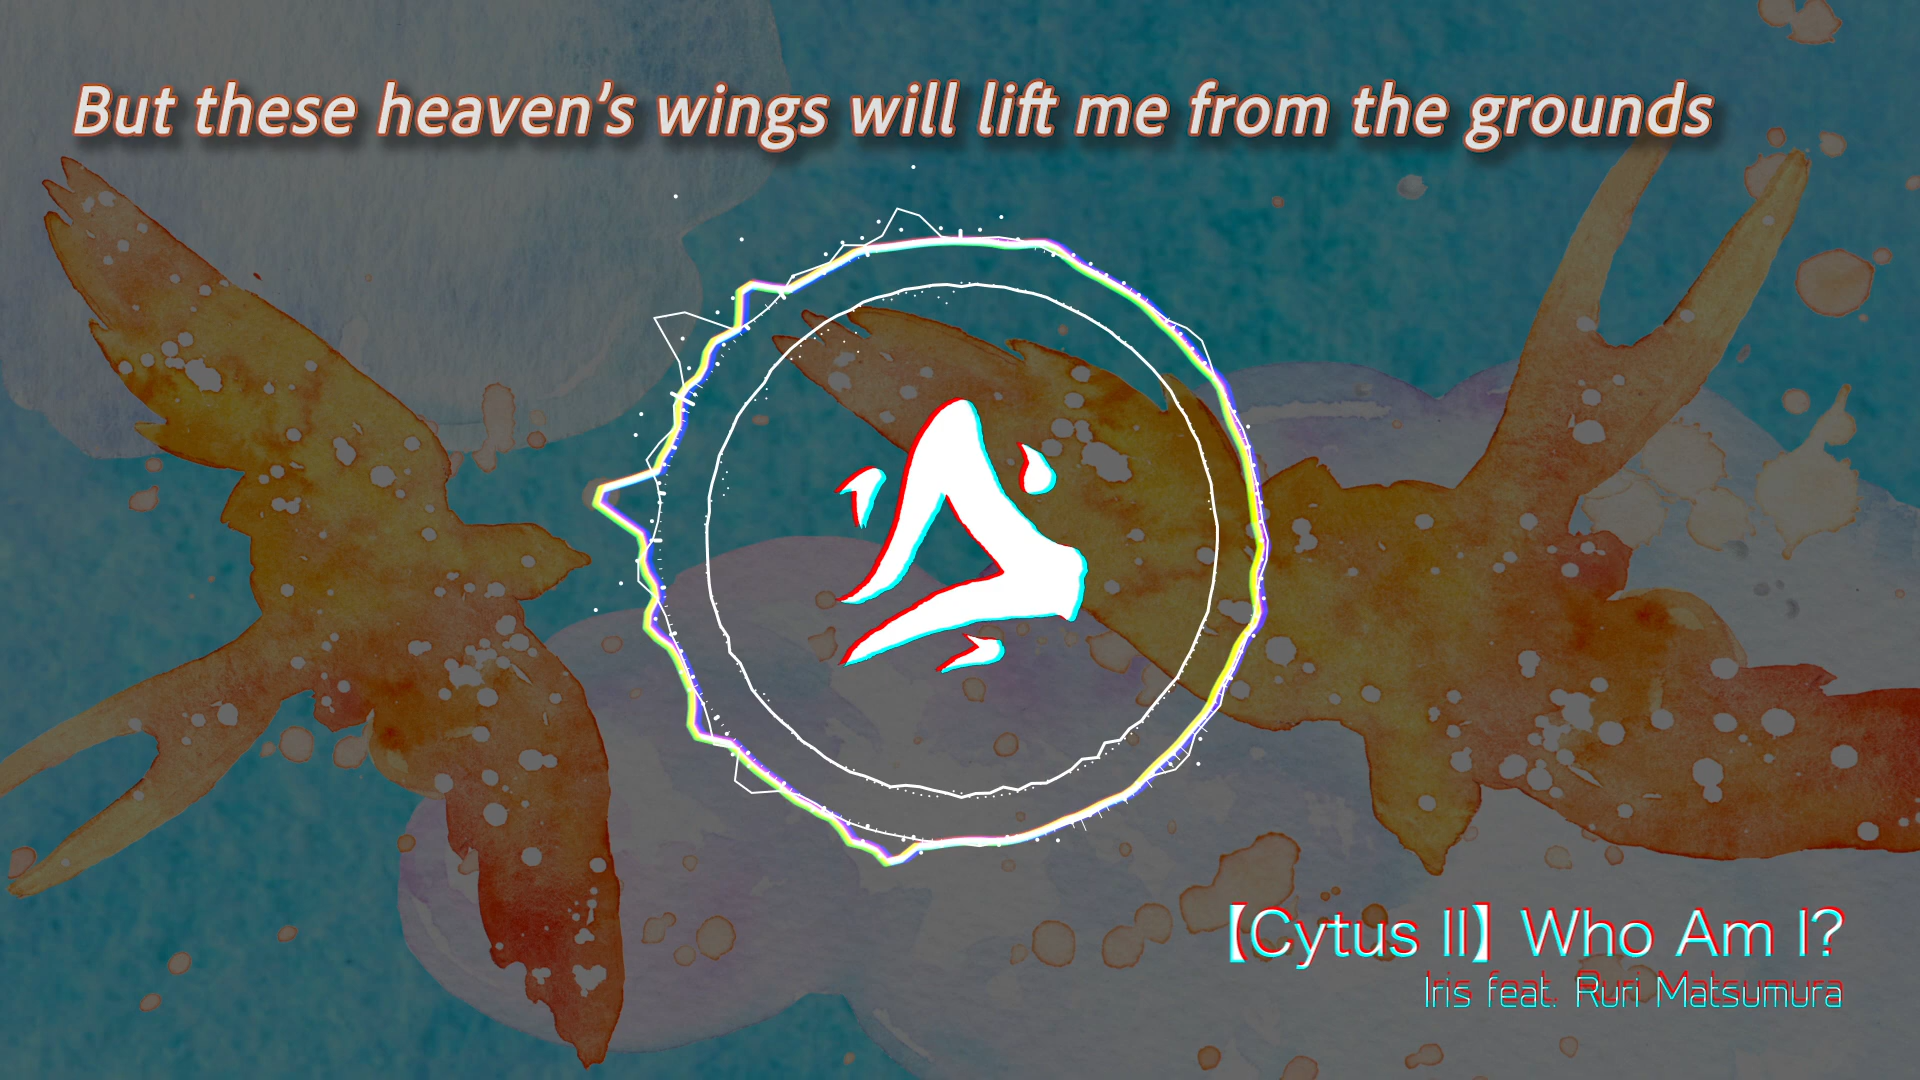 But these heaven’s wings will lift me from the grounds
【Cytus II】 Who Am I?
Iris feat. Ruri Matsumura